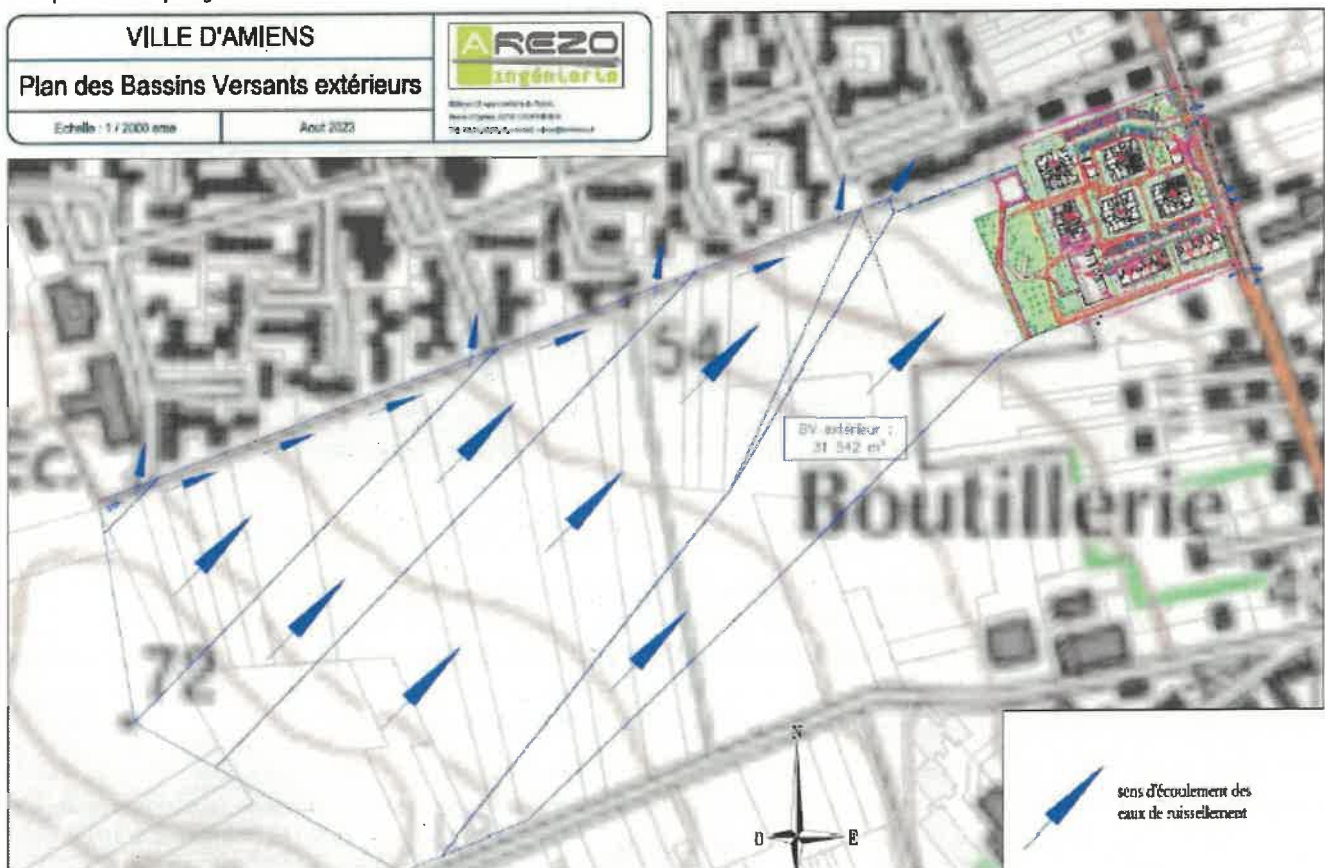 VILLE D'AMIENS
Plan des Bassins Versants extérieurs
Echelle : 1 / 2000 eme
Aout 2023
AREZO
ingénierie
54
BV extérieur :
31 542 m²
Boutillerie
72
N
O E
sens d'écoulement des
eaux de ruissellement